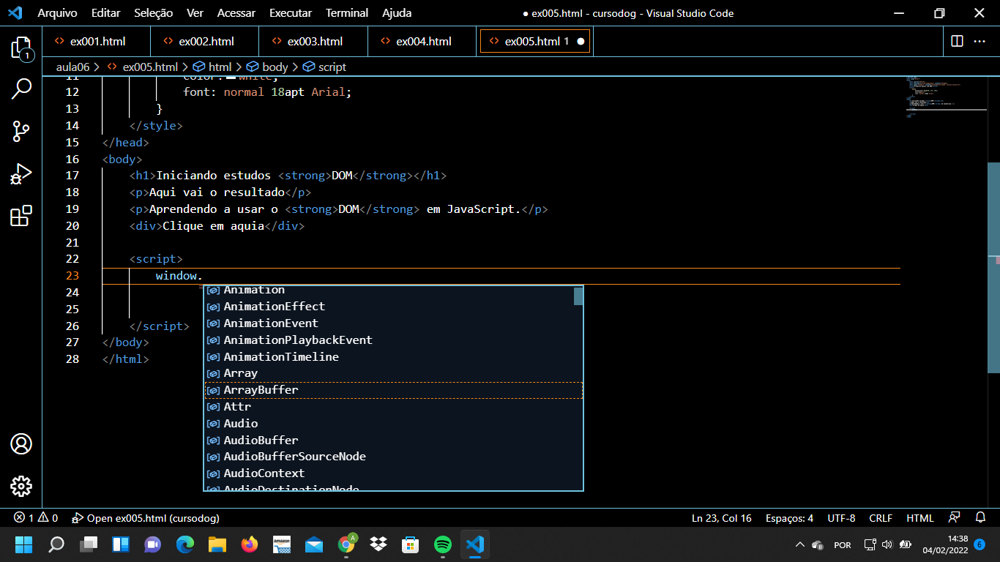 Arquivo Editar Seleção Ver Acessar Executar Terminal Ajuda ● ex005.html - cursodog - Visual Studio Code
ex001.html ex002.html ex003.html ex004.html ex005.html 1
1
aula06 > ex005.html > html > body > script
11 color: white;
12 font: normal 18apt Arial;
13 }
14 </style>
15 </head>
16 <body>
17 <h1>Iniciando estudos <strong>DOM</strong></h1>
18 <p>Aqui vai o resultado</p>
19 <p>Aprendendo a usar o <strong>DOM</strong> em JavaScript.</p>
20 <div>Clique em aquia</div>
21
22 <script>
23 window.
24
25
26 </script>
27 </body>
28 </html>
Animation
AnimationEffect
AnimationEvent
AnimationPlaybackEvent
AnimationTimeline
Array
ArrayBuffer
Attr
Audio
AudioBuffer
AudioBufferSourceNode
AudioContext
AudioDestinationNode
1 0 Open ex005.html (cursodog) Ln 23, Col 16 Espaços: 4 UTF-8 CRLF HTML
amazon A POR 14:38
04/02/2022 6